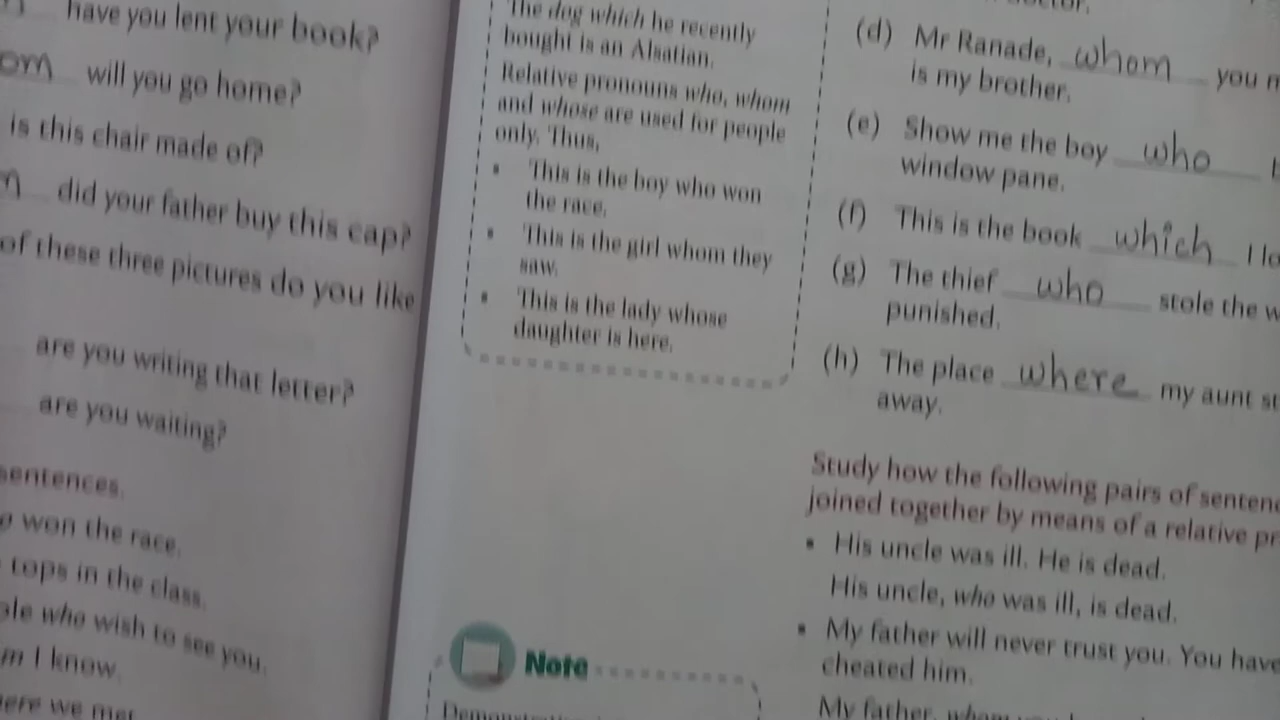 have you lent your book?
om will you go home?
is this chair made of?
did your father buy this cap?
of these three pictures do you like
are you writing that letter?
are you waiting?
sentences.
won the race.
tops in the class.
who wish to see you.
I know.
we met
The dog which he recently
bought is an Alsatian.
Relative pronouns who, whom
and whose are used for people
only. Thus,
• This is the boy who won
the race.
• This is the girl whom they
saw.
• This is the lady whose
daughter is here.
Note
(d) Mr Ranade, whom you
is my brother.
(e) Show me the boy who
window pane.
(f) This is the book which I
(g) The thief who stole the
punished.
(h) The place where my aunt
away.
Study how the following pairs of
joined together by means of a relative
• His uncle was ill. He is dead.
His uncle, who was ill, is dead.
• My father will never trust you. You have
cheated him.
My father, whom you